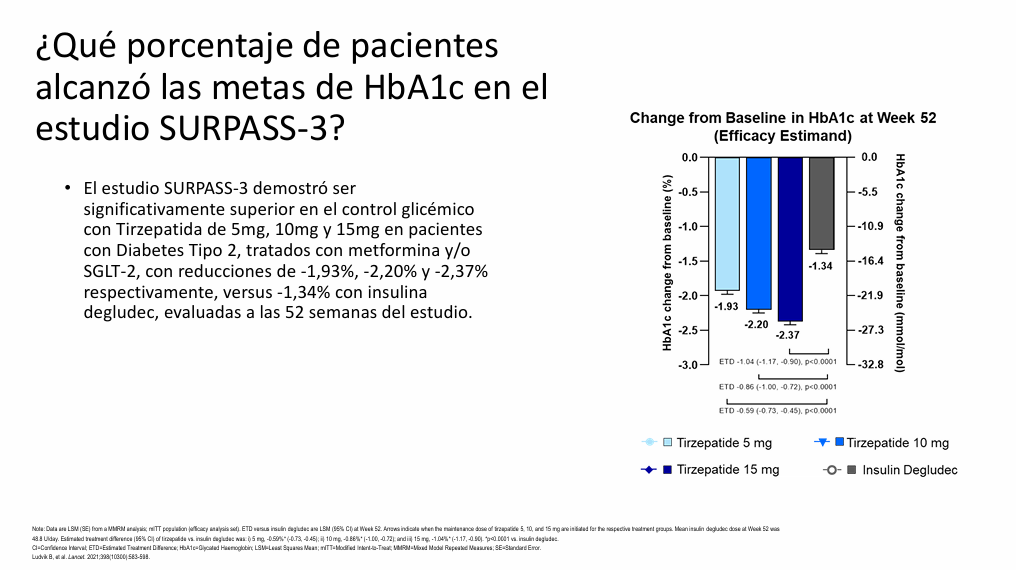 ¿Qué porcentaje de pacientes
alcanzó las metas de HbA1c en el
estudio SURPASS-3?
• El estudio SURPASS-3 demostró ser
significativamente superior en el control glicémico
con Tirzepatida de 5mg, 10mg y 15mg en pacientes
con Diabetes Tipo 2, tratados con metformina y/o
SGLT-2, con reducciones de -1,93%, -2,20% y -2,37%
respectivamente, versus -1,34% con insulina
degludec, evaluadas a las 52 semanas del estudio.
Change from Baseline in HbA1c at Week 52
(Efficacy Estimand)
HbA1c change from baseline (%)
0.0
-0.5
-1.0
-1.5
-2.0
-2.5
-3.0
-1.93
-2.20
-2.37
-1.34
0.0
-5.5
-10.9
-16.4
-21.9
-27.3
-32.8
HbA1c change from baseline (mmol/mol)
ETD -1.04 (-1.17, -0.90), p<0.0001
ETD -0.86 (-1.00, -0.72), p<0.0001
ETD -0.59 (-0.73, -0.45), p<0.0001
Tirzepatide 5 mg
Tirzepatide 10 mg
Tirzepatide 15 mg
Insulin Degludec
Note: Data are LSM (SE) from a MMRM analysis; mITT population (efficacy analysis set). ETD versus insulin degludec are LSM (95% CI) at Week 52. Arrows indicate when the maintenance dose of tirzepatide 5, 10, and 15 mg are initiated for the respective treatment groups. Mean insulin degludec dose at Week 52 was
48.8 U/day. Estimated treatment difference (95% CI) of tirzepatide vs. insulin degludec was: i) 5 mg, -0.59%* (-0.73, -0.45); ii) 10 mg, -0.86%* (-1.00, -0.72); and iii) 15 mg, -1.04%* (-1.17, -0.90). *p<0.0001 vs. insulin degludec.
CI=Confidence Interval; ETD=Estimated Treatment Difference; HbA1c=Glycated Haemoglobin; LSM=Least Squares Mean; mITT=Modified Intent-to-Treat; MMRM=Mixed Model Repeated Measures; SE=Standard Error.
Ludvik B, et al. Lancet. 2021;398(10300):583-598.